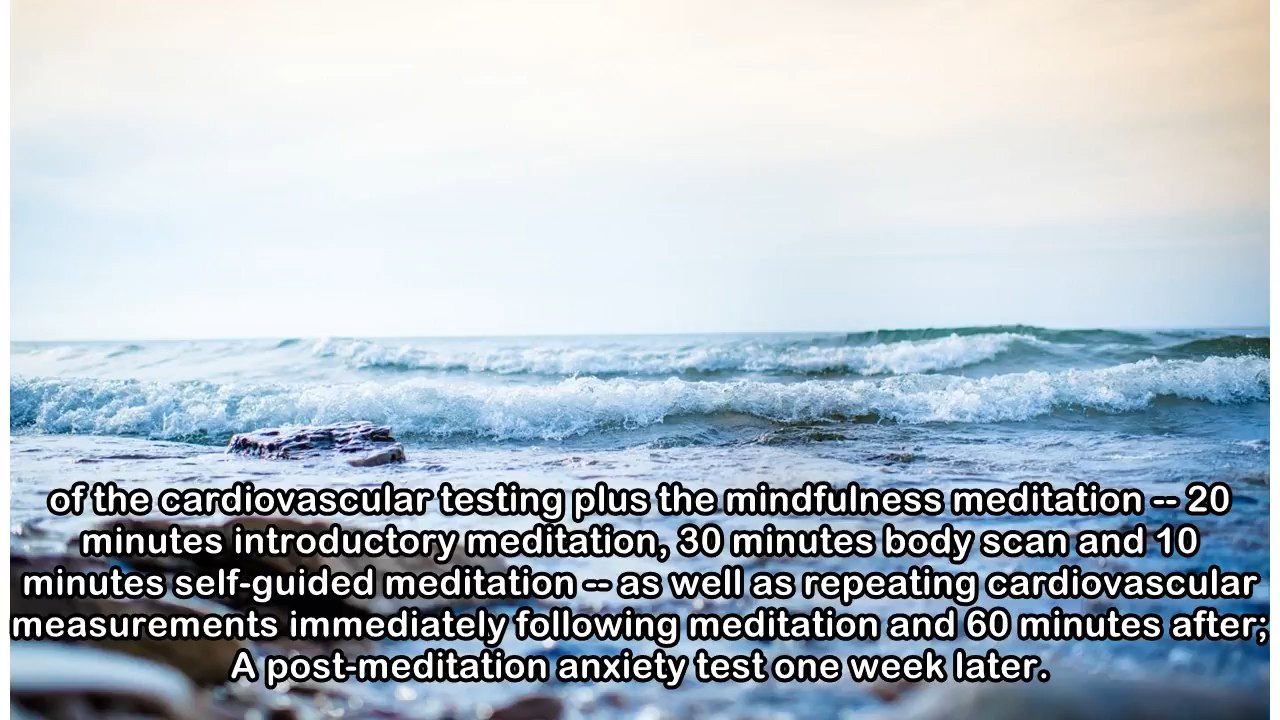 of the cardiovascular testing plus the mindfulness meditation -- 20
minutes introductory meditation, 30 minutes body scan and 10
minutes self-guided meditation -- as well as repeating cardiovascular
measurements immediately following meditation and 60 minutes after;
A post-meditation anxiety test one week later.